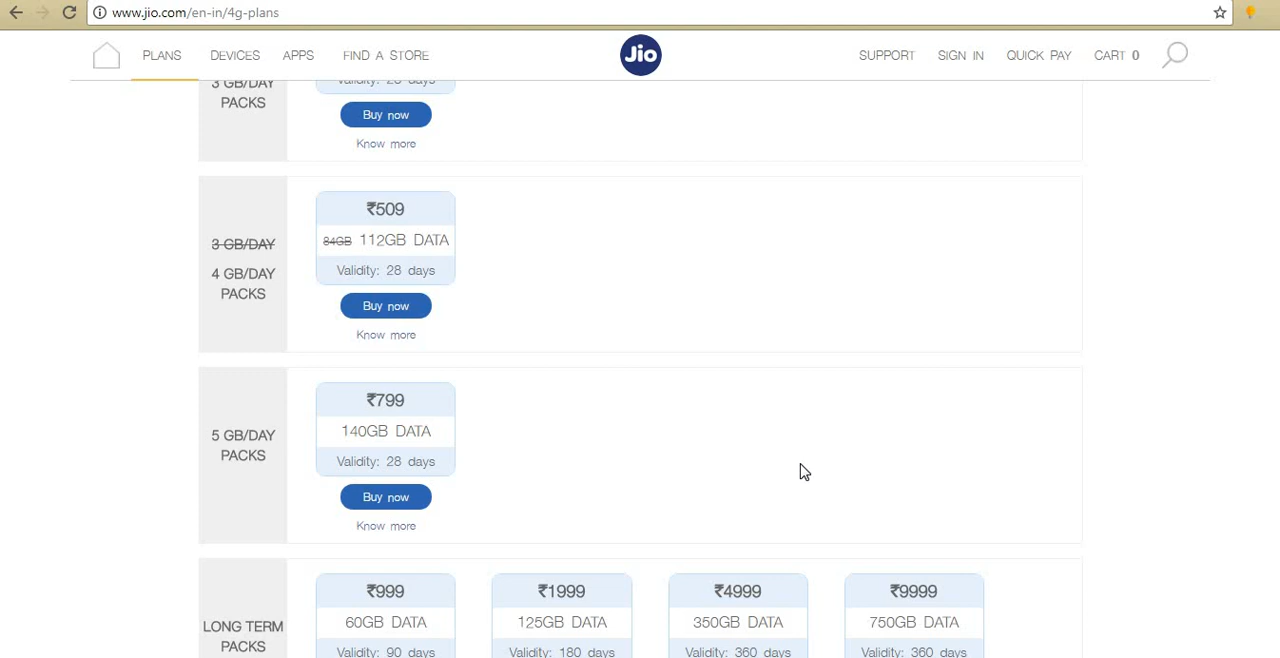 www.jio.com/en-in/4g-plans
PLANS DEVICES APPS FIND A STORE Jio SUPPORT SIGN IN QUICK PAY CART 0
3 GB/DAY
PACKS
Validity: 28 days
Buy now
Know more
3 GB/DAY
4 GB/DAY
PACKS
₹509
84GB 112GB DATA
Validity: 28 days
Buy now
Know more
5 GB/DAY
PACKS
₹799
140GB DATA
Validity: 28 days
Buy now
Know more
LONG TERM
PACKS
₹999 ₹1999 ₹4999 ₹9999
60GB DATA 125GB DATA 350GB DATA 750GB DATA
Validity: 90 days Validity: 180 days Validity: 360 days Validity: 360 days